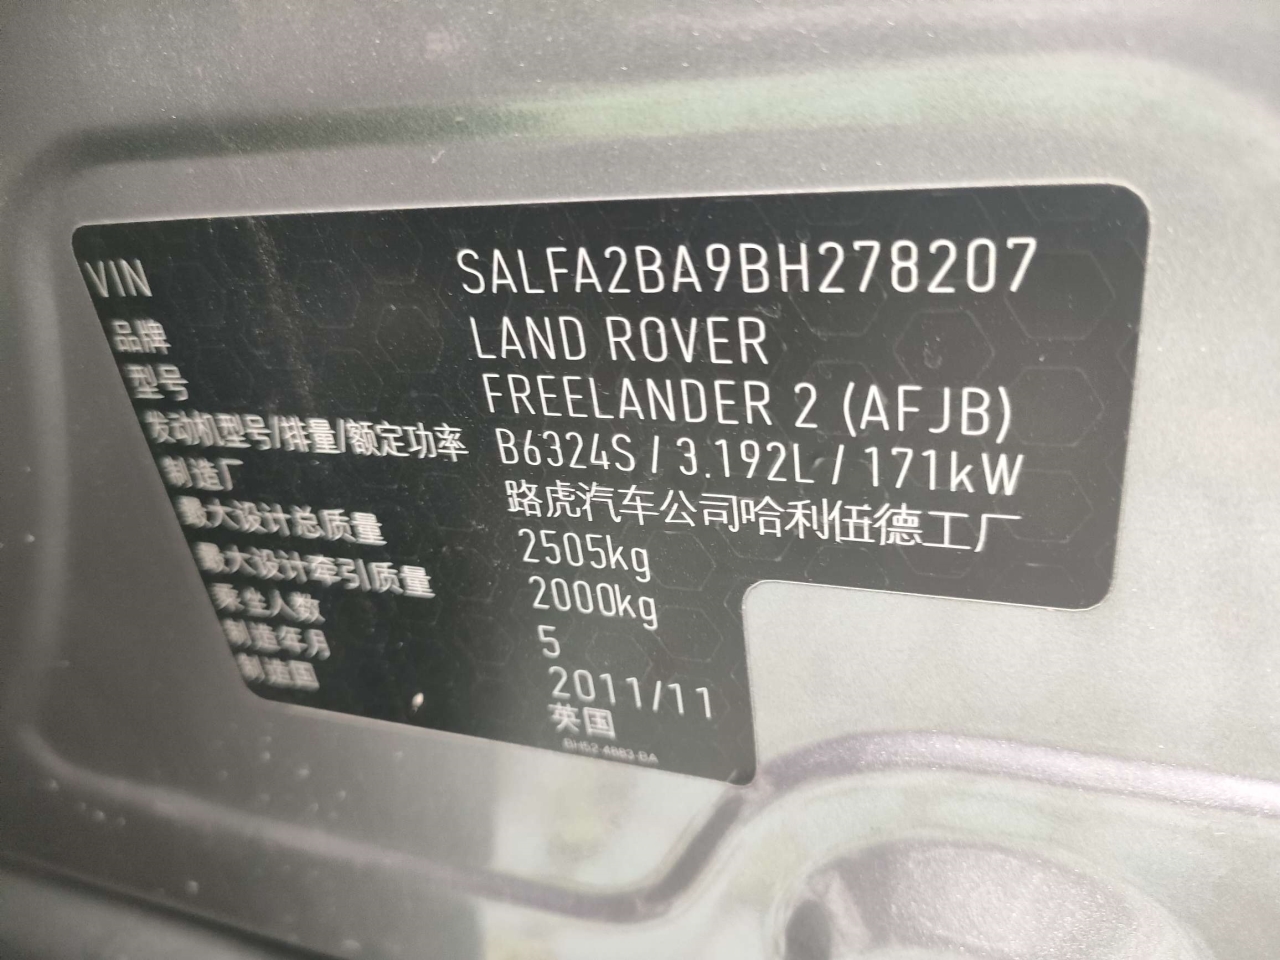 VIN SALFA2BA9BH278207
品牌 LAND ROVER
型号 FREELANDER 2 (AFJB)
发动机型号/排量/额定功率 B6324S / 3.192L / 171kW
制造厂 路虎汽车公司哈利伍德工厂
最大设计总质量 2505kg
最大设计牵引质量 2000kg
乘坐人数 5
制造年月 2011/11
制造国 英国
BH52-4663-BA